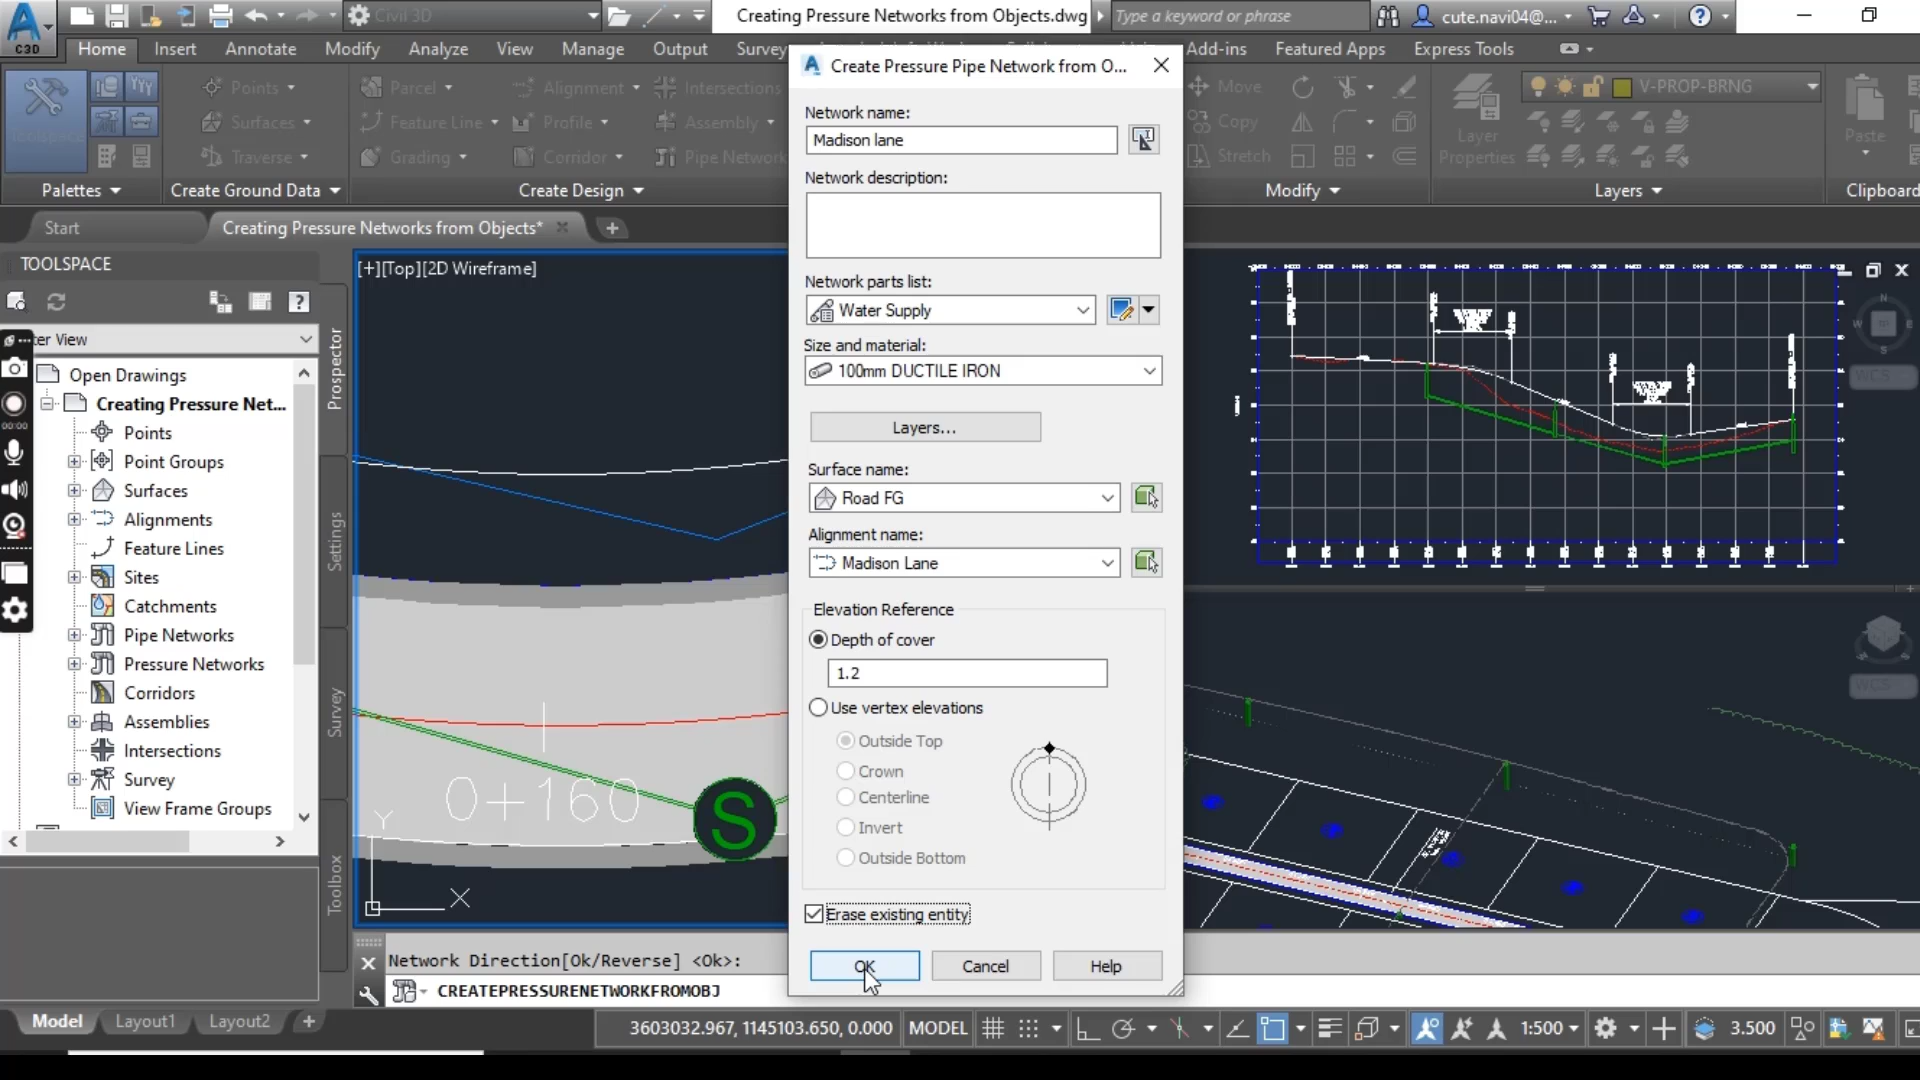 C3D
Civil 3D
Creating Pressure Networks from Objects.dwg
Type a keyword or phrase
cute.navi04@...
Home
Insert
Annotate
Modify
Analyze
View
Manage
Output
Survey
Add-ins
Featured Apps
Express Tools
Points
Surfaces
Traverse
Parcel
Feature Line
Grading
Alignment
Profile
Corridor
Intersections
Assembly
Pipe Network
Move
Copy
Stretch
Layer
Properties
V-PROP-BRNG
Paste
Palettes
Create Ground Data
Create Design
Modify
Layers
Clipboard
Start
Creating Pressure Networks from Objects*
TOOLSPACE
ter View
Open Drawings
Creating Pressure Net...
Points
Point Groups
Surfaces
Alignments
Feature Lines
Sites
Catchments
Pipe Networks
Pressure Networks
Corridors
Assemblies
Intersections
Survey
View Frame Groups
00:00
Prospector
Settings
Survey
Toolbox
[+][Top][2D Wireframe]
0+160
S
Y
X
Create Pressure Pipe Network from O...
Network name:
Madison lane
Network description:
Network parts list:
Water Supply
Size and material:
100mm DUCTILE IRON
Layers...
Surface name:
Road FG
Alignment name:
Madison Lane
Elevation Reference
Depth of cover
1.2
Use vertex elevations
Outside Top
Crown
Centerline
Invert
Outside Bottom
Erase existing entity
OK
Cancel
Help
N
W
E
S
WCS
WCS
Network Direction[Ok/Reverse] <Ok>:
CREATEPRESSURENETWORKFROMOBJ
Model
Layout1
Layout2
3603032.967, 1145103.650, 0.000
MODEL
1:500
3.500